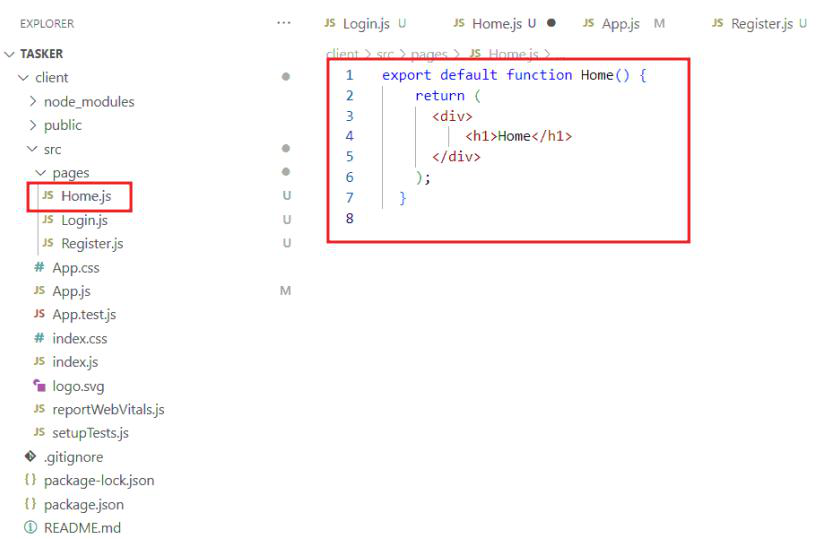 EXPLORER ...
TASKER
client
node_modules
public
src
pages
JS Home.js U
JS Login.js U
JS Register.js U
# App.css
JS App.js M
JS App.test.js
# index.css
JS index.js
logo.svg
JS reportWebVitals.js
JS setupTests.js
.gitignore
{} package-lock.json
{} package.json
README.md
JS Login.js U JS Home.js U JS App.js M JS Register.js U
client > src > pages > JS Home.js > ...
1 export default function Home() {
2 return (
3 <div>
4 <h1>Home</h1>
5 </div>
6 );
7 }
8